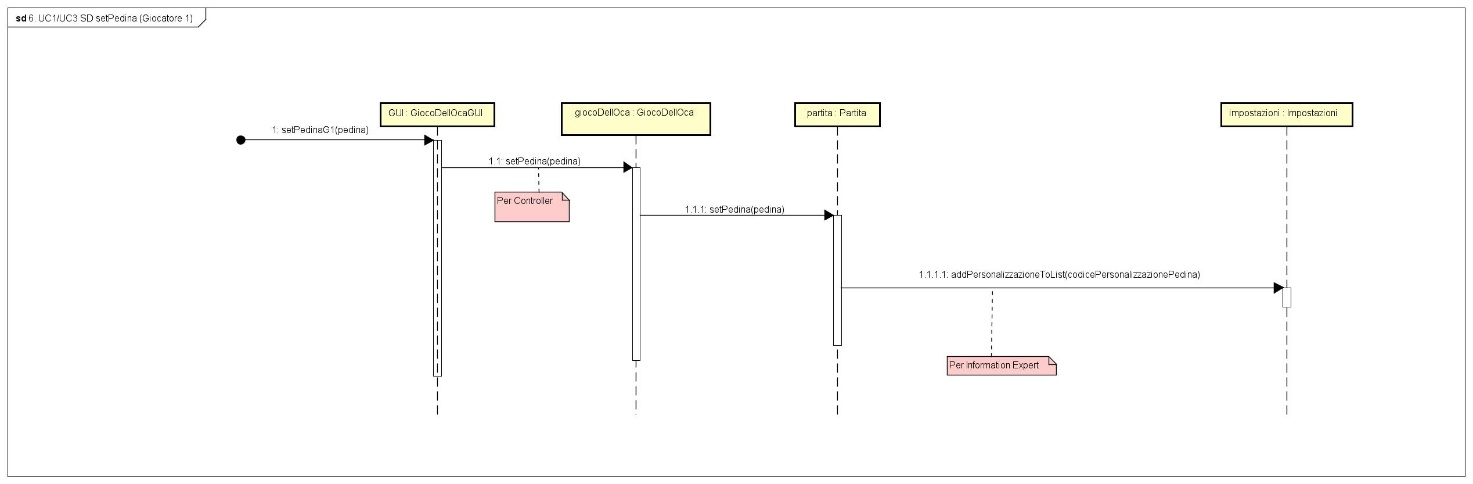 sd 6. UC1/UC3 SD setPedina (Giocatore 1)
GUI : GiocoDellOcaGUI
giocoDellOca : GiocoDellOca
partita : Partita
impostazioni : Impostazioni
1: setPedinaG1(pedina)
1.1: setPedina(pedina)
Per Controller
1.1.1: setPedina(pedina)
1.1.1.1: addPersonalizzazioneToList(codicePersonalizzazionePedina)
Per Information Expert